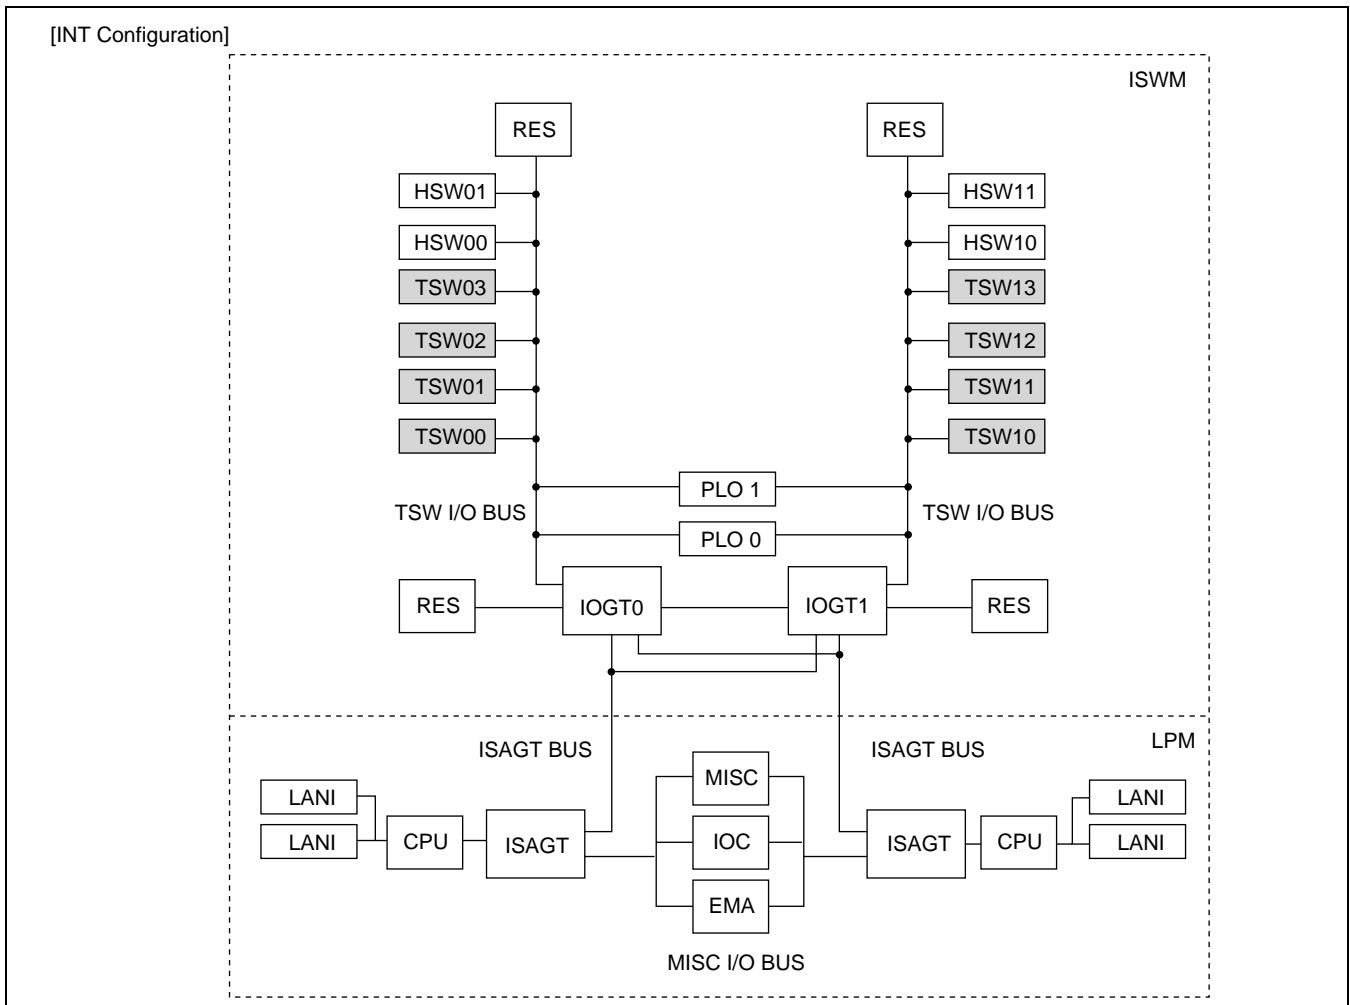 [INT Configuration]
ISWM
RES
RES
HSW01
HSW11
HSW00
HSW10
TSW03
TSW13
TSW02
TSW12
TSW01
TSW11
TSW00
TSW10
PLO 1
TSW I/O BUS
TSW I/O BUS
PLO 0
RES
IOGT0
IOGT1
RES
ISAGT BUS
ISAGT BUS
LPM
MISC
LANI
LANI
LANI
CPU
ISAGT
IOC
ISAGT
CPU
LANI
EMA
MISC I/O BUS